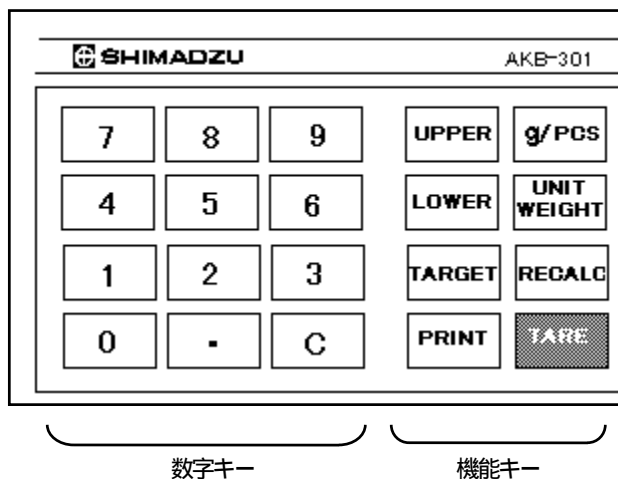 SHIMADZU AKB-301
7 8 9 UPPER g/PCS
4 5 6 LOWER UNIT WEIGHT
1 2 3 TARGET RECALC
0 . C PRINT TARE
数字キー 機能キー